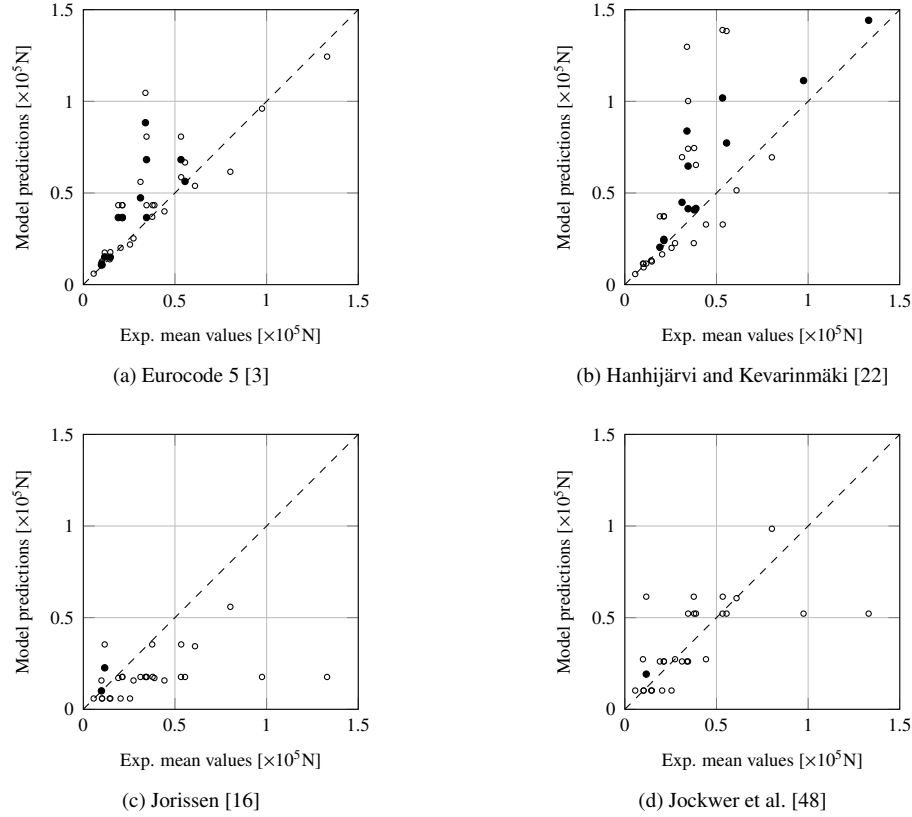 1.5
1
0.5
0
0
0.5
1
1.5
Model predictions [×10⁵N]
Exp. mean values [×10⁵N]
(a) Eurocode 5 [3]
1.5
1
0.5
0
0
0.5
1
1.5
Model predictions [×10⁵N]
Exp. mean values [×10⁵N]
(b) Hanhijärvi and Kevarinmäki [22]
1.5
1
0.5
0
0
0.5
1
1.5
Model predictions [×10⁵N]
Exp. mean values [×10⁵N]
(c) Jorissen [16]
1.5
1
0.5
0
0
0.5
1
1.5
Model predictions [×10⁵N]
Exp. mean values [×10⁵N]
(d) Jockwer et al. [48]